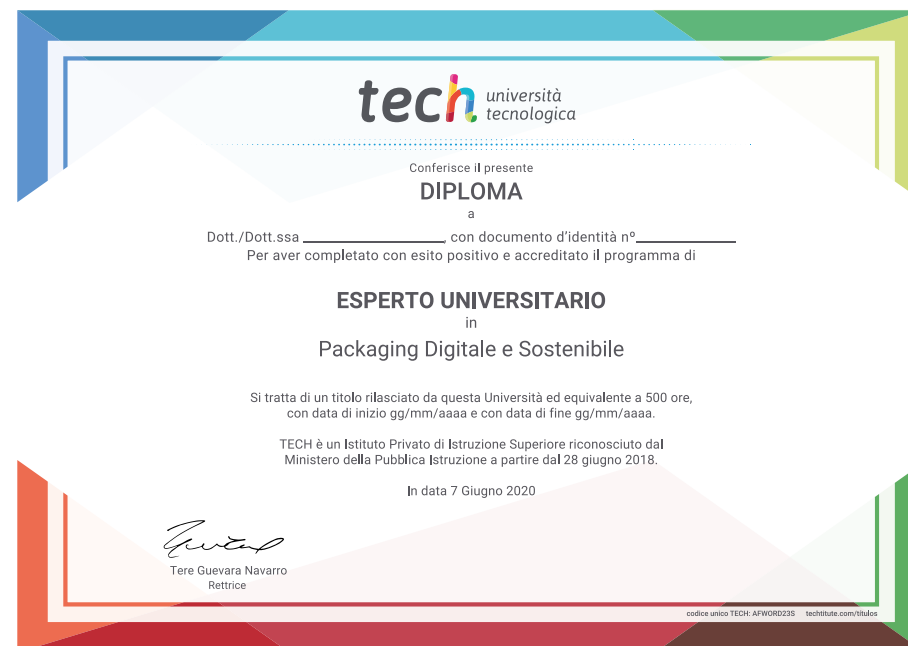 tech università
tecnologica
Conferisce il presente
DIPLOMA
a
Dott./Dott.ssa ____________________, con documento d'identità nº______________
Per aver completato con esito positivo e accreditato il programma di
ESPERTO UNIVERSITARIO
in
Packaging Digitale e Sostenibile
Si tratta di un titolo rilasciato da questa Università ed equivalente a 500 ore,
con data di inizio gg/mm/aaaa e con data di fine gg/mm/aaaa.
TECH è un Istituto Privato di Istruzione Superiore riconosciuto dal
Ministero della Pubblica Istruzione a partire dal 28 giugno 2018.
In data 7 Giugno 2020
Tere Guevara Navarro
Rettrice
codice unico TECH: AFWORD23S techtitute.com/titulos